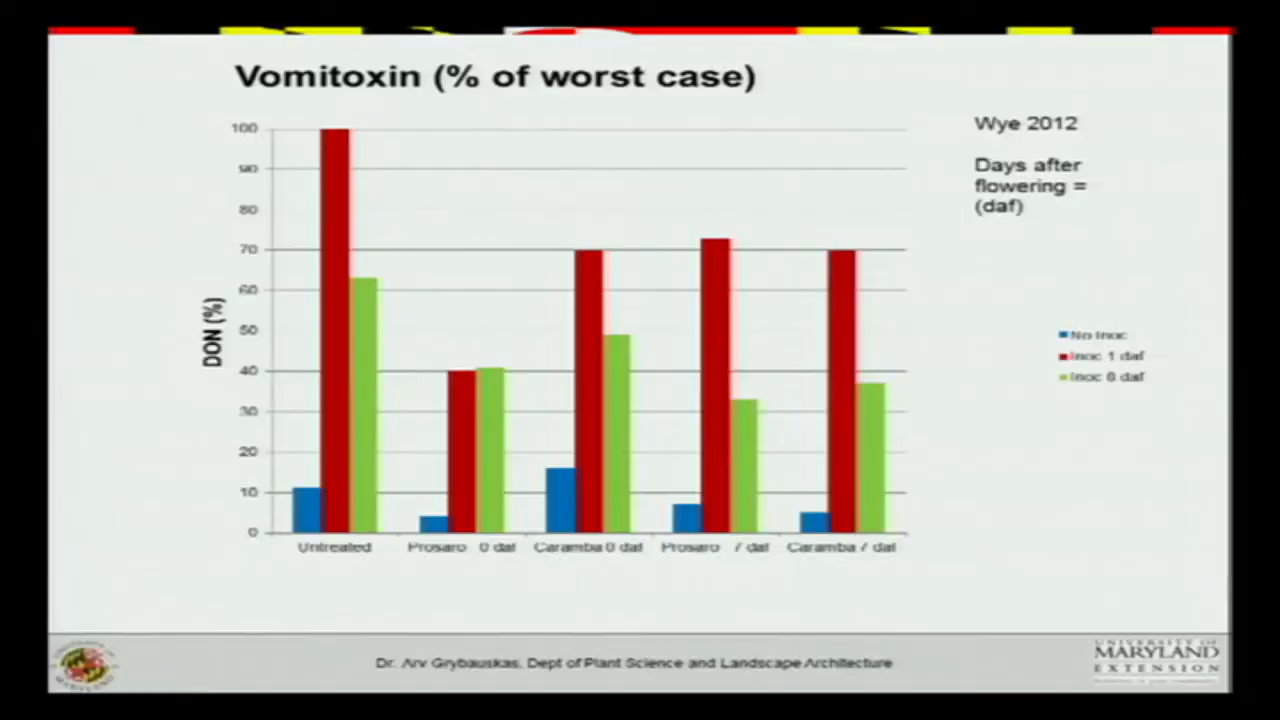 Vomitoxin (% of worst case)
Wye 2012
Days after
flowering =
(daf)
DON (%)
100
90
80
70
60
50
40
30
20
10
0
Untreated
Prosaro 0 daf
Caramba 0 daf
Prosaro 7 daf
Caramba 7 daf
No Inoc
Inoc 1 daf
Inoc
daf
Dr. Arv Grybauskas, Dept of Plant Science and Landscape Architecture
UNIVERSITY OF
MARYLAND
EXTENSION